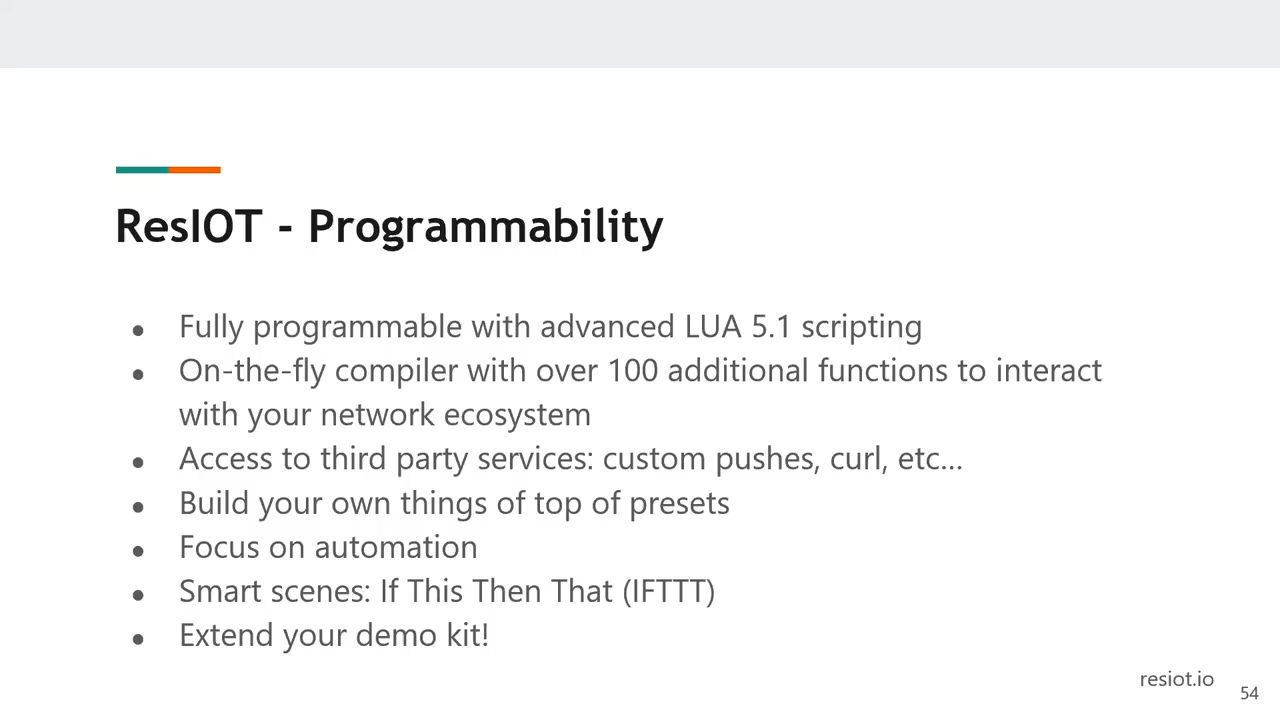 ResIOT - Programmability
● Fully programmable with advanced LUA 5.1 scripting
● On-the-fly compiler with over 100 additional functions to interact
with your network ecosystem
● Access to third party services: custom pushes, curl, etc...
● Build your own things of top of presets
● Focus on automation
● Smart scenes: If This Then That (IFTTT)
● Extend your demo kit!
resiot.io
54